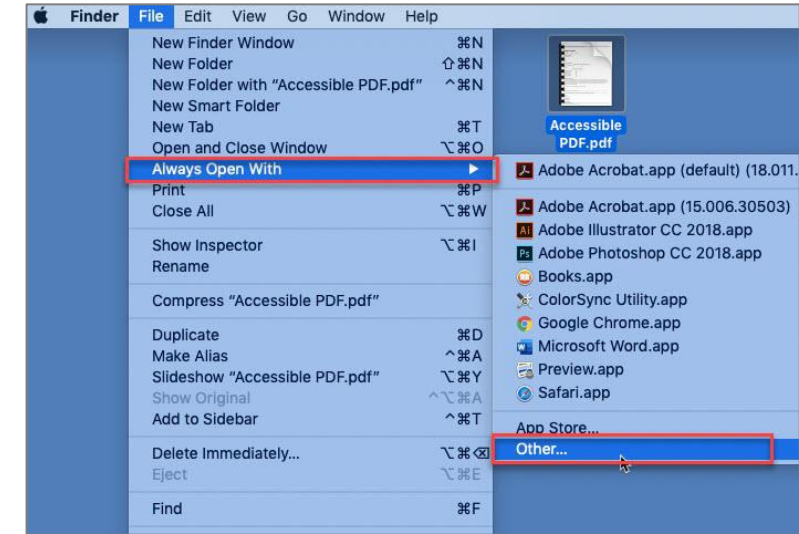 Finder File Edit View Go Window Help
New Finder Window ⌘N
New Folder ⇧⌘N
New Folder with “Accessible PDF.pdf” ^⌘N
New Smart Folder
New Tab ⌘T
Open and Close Window ⌥⌘O
Always Open With ▶
Print ⌘P
Close All ⌥⌘W
Show Inspector ⌥⌘I
Rename
Compress “Accessible PDF.pdf”
Duplicate ⌘D
Make Alias ^⌘A
Slideshow “Accessible PDF.pdf” ⌥⌘Y
Show Original ^⌥⌘A
Add to Sidebar ^⌘T
Delete Immediately... ⌥⌘⌫
Eject ⌥⌘E
Find ⌘F
Accessible
PDF.pdf
Adobe Acrobat.app (default) (18.011.
Adobe Acrobat.app (15.006.30503)
Ai Adobe Illustrator CC 2018.app
Ps Adobe Photoshop CC 2018.app
Books.app
ColorSync Utility.app
Google Chrome.app
Microsoft Word.app
Preview.app
Safari.app
App Store...
Other...